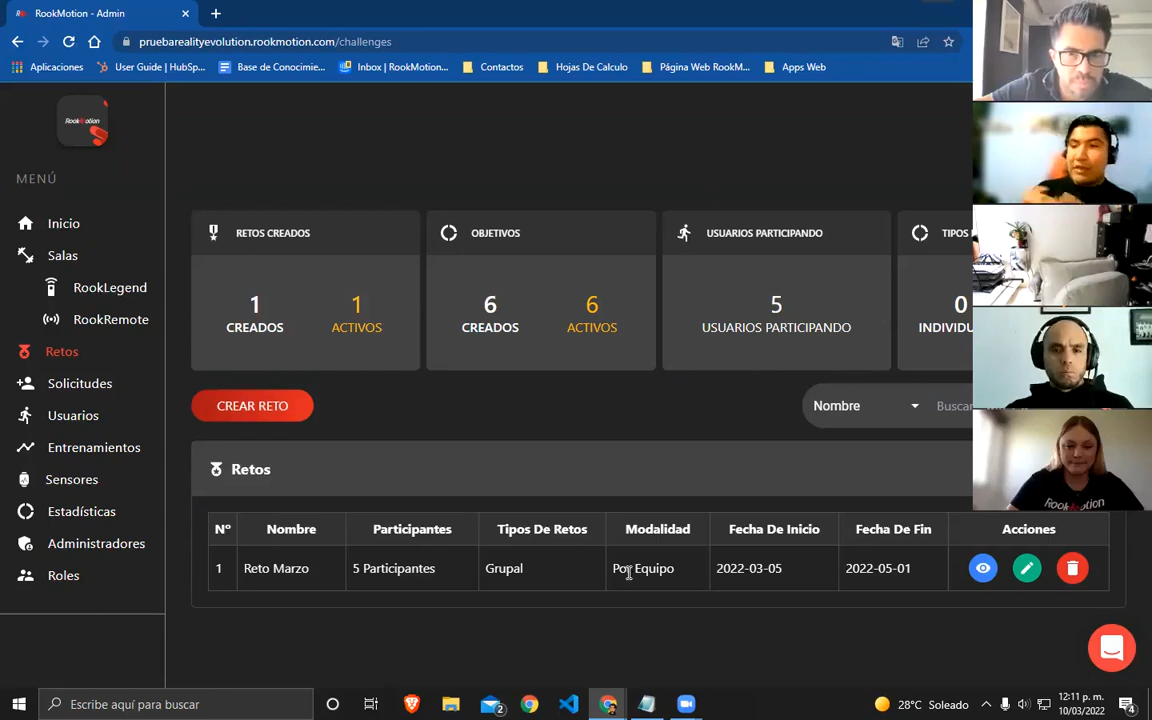 RookMotion - Admin
pruebarealityevolution.rookmotion.com/challenges
Aplicaciones
User Guide | HubSp...
Base de Conocimie...
Inbox | RookMotion...
Contactos
Hojas De Calculo
Página Web RookM...
Apps Web
RookMotion
MENÚ
Inicio
Salas
RookLegend
RookRemote
Retos
Solicitudes
Usuarios
Entrenamientos
Sensores
Estadísticas
Administradores
Roles
RETOS CREADOS
1
CREADOS
1
ACTIVOS
OBJETIVOS
6
CREADOS
6
ACTIVOS
USUARIOS PARTICIPANDO
5
USUARIOS PARTICIPANDO
TIPOS
0
INDIVIDU
CREAR RETO
Nombre
Buscar
Retos
N° Nombre Participantes Tipos De Retos Modalidad Fecha De Inicio Fecha De Fin Acciones
1 Reto Marzo 5 Participantes Grupal Por Equipo 2022-03-05 2022-05-01
RookMotion
Escribe aquí para buscar
2
28°C Soleado
12:11 p. m.
10/03/2022
4